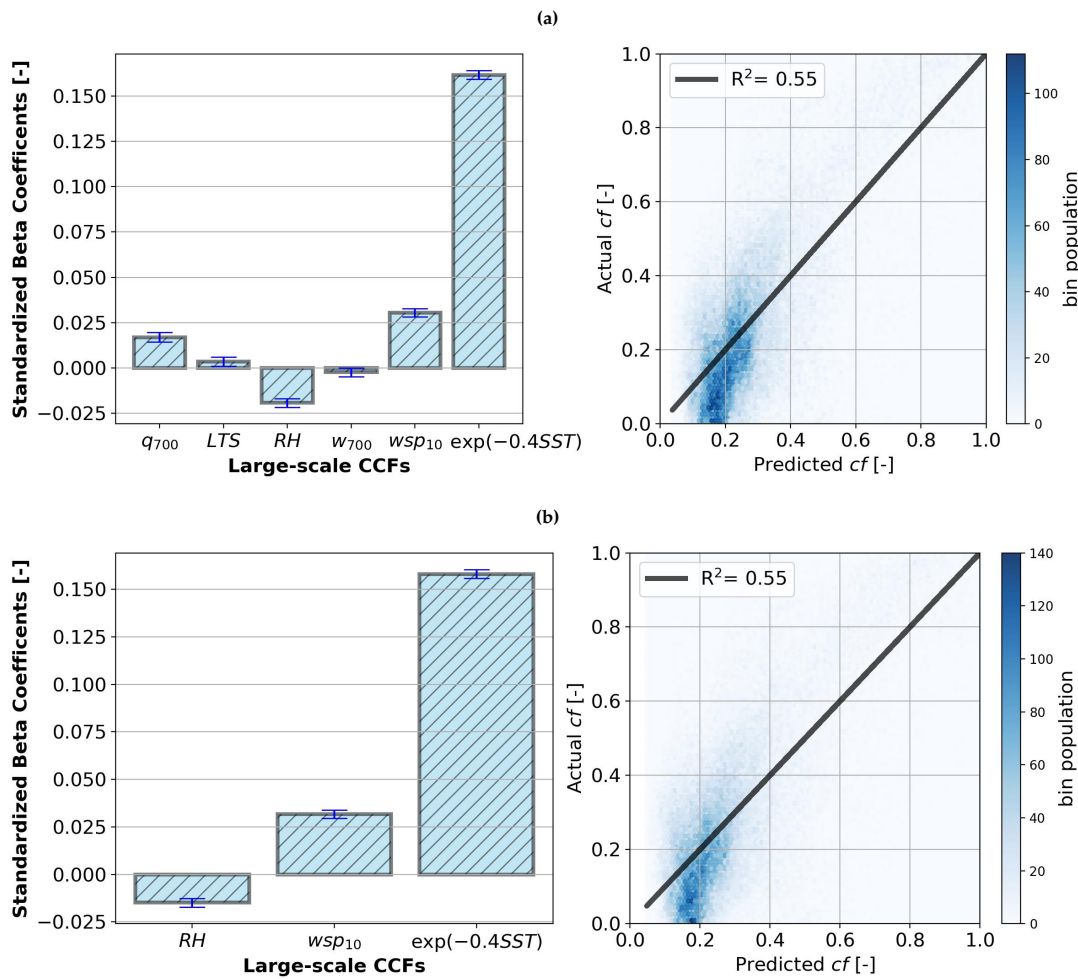 (a)
Standardized Beta Coefficents [-]
0.150
0.125
0.100
0.075
0.050
0.025
0.000
−0.025
q700 LTS RH w700 wsp10 exp(−0.4SST)
Large-scale CCFs
R²= 0.55
Actual cf [-]
1.0
0.8
0.6
0.4
0.2
0.0
0.0 0.2 0.4 0.6 0.8 1.0
Predicted cf [-]
100
80
60
40
20
0
bin population
(b)
Standardized Beta Coefficents [-]
0.150
0.125
0.100
0.075
0.050
0.025
0.000
−0.025
RH wsp10 exp(−0.4SST)
Large-scale CCFs
R²= 0.55
Actual cf [-]
1.0
0.8
0.6
0.4
0.2
0.0
0.0 0.2 0.4 0.6 0.8 1.0
Predicted cf [-]
140
120
100
80
60
40
20
0
bin population